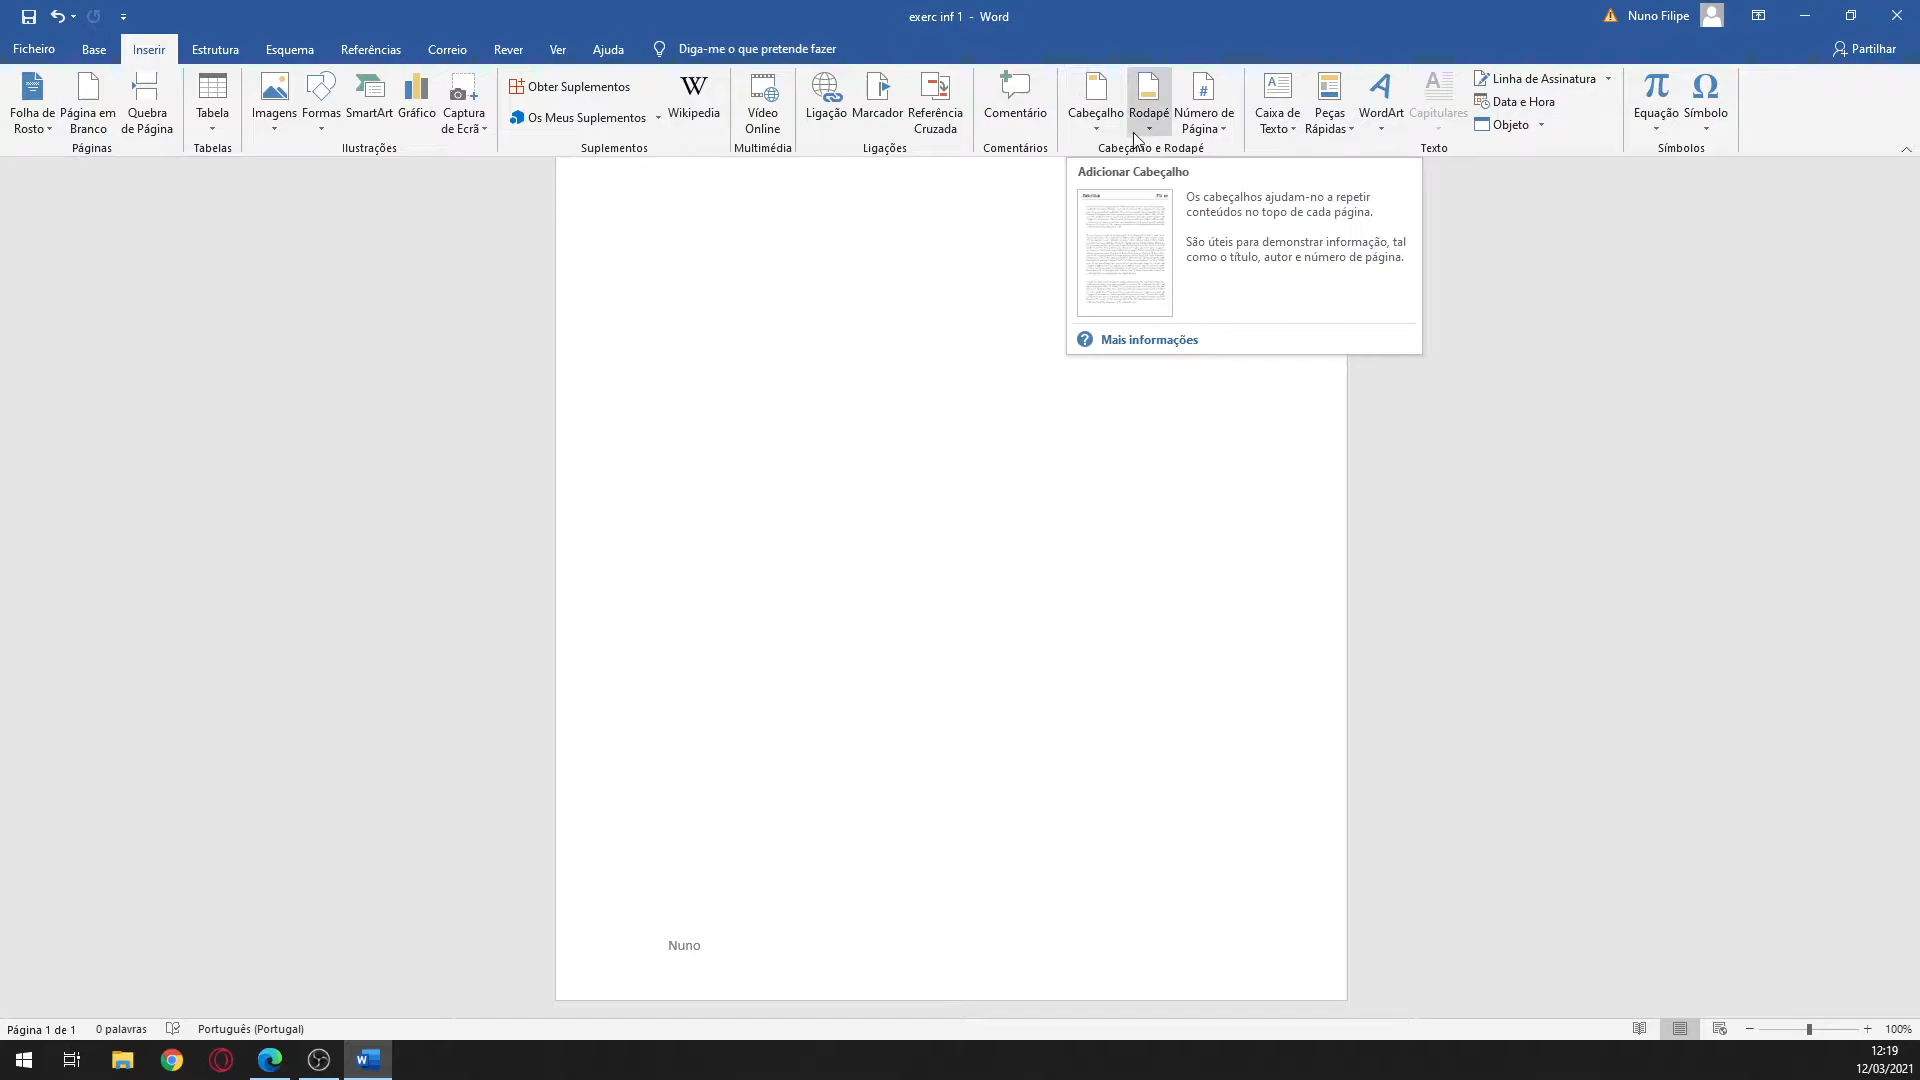 exerc inf 1 - Word
Nuno Filipe
Ficheiro Base Inserir Estrutura Esquema Referências Correio Rever Ver Ajuda Diga-me o que pretende fazer Partilhar
Folha de Rosto
Página em Branco
Quebra de Página
Páginas
Tabela
Tabelas
Imagens
Formas
SmartArt
Gráfico
Captura de Ecrã
Ilustrações
Obter Suplementos
Os Meus Suplementos
Wikipedia
Suplementos
Vídeo Online
Multimédia
Ligação
Marcador
Referência Cruzada
Ligações
Comentário
Comentários
Cabeçalho
Rodapé
Número de Página
Cabeçalho e Rodapé
Caixa de Texto
Peças Rápidas
WordArt
Capitulares
Linha de Assinatura
Data e Hora
Objeto
Texto
Equação
Símbolo
Símbolos
Adicionar Cabeçalho
Os cabeçalhos ajudam-no a repetir
conteúdos no topo de cada página.
São úteis para demonstrar informação, tal
como o título, autor e número de página.
Mais informações
Nuno
Página 1 de 1 0 palavras Português (Portugal) 100%
12:19
12/03/2021